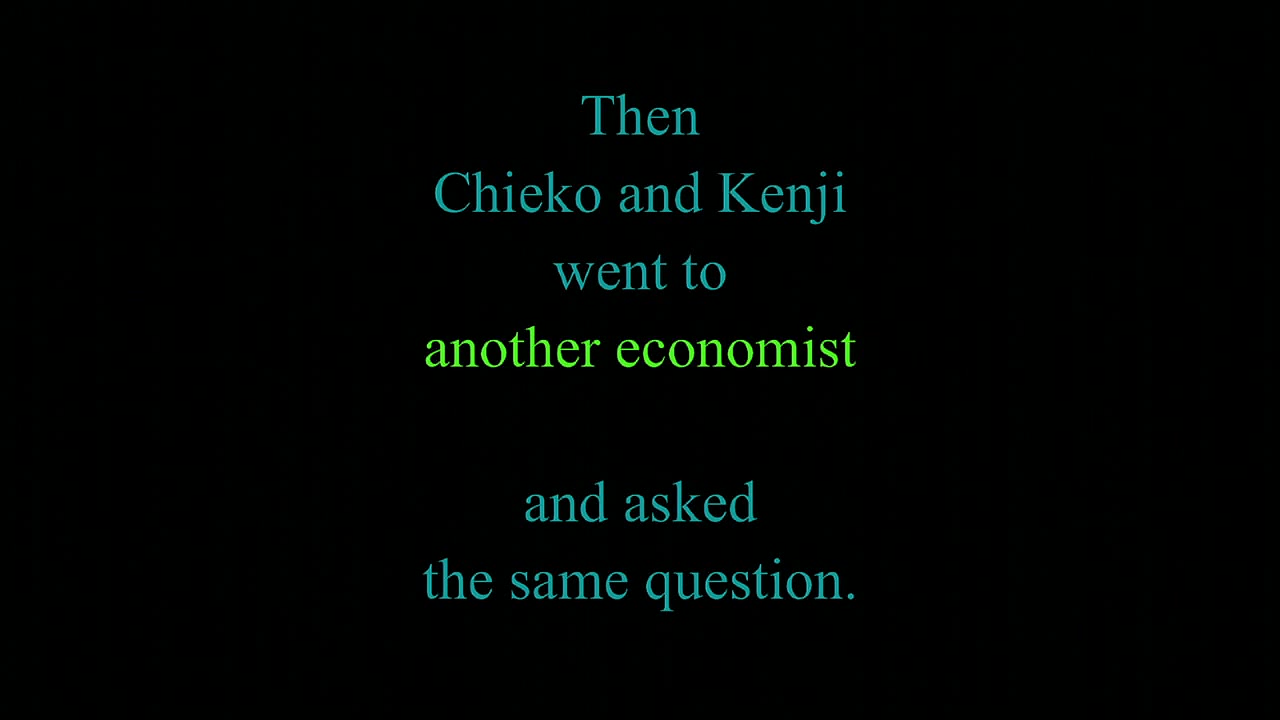 Then
Chieko and Kenji
went to
another economist
and asked
the same question.